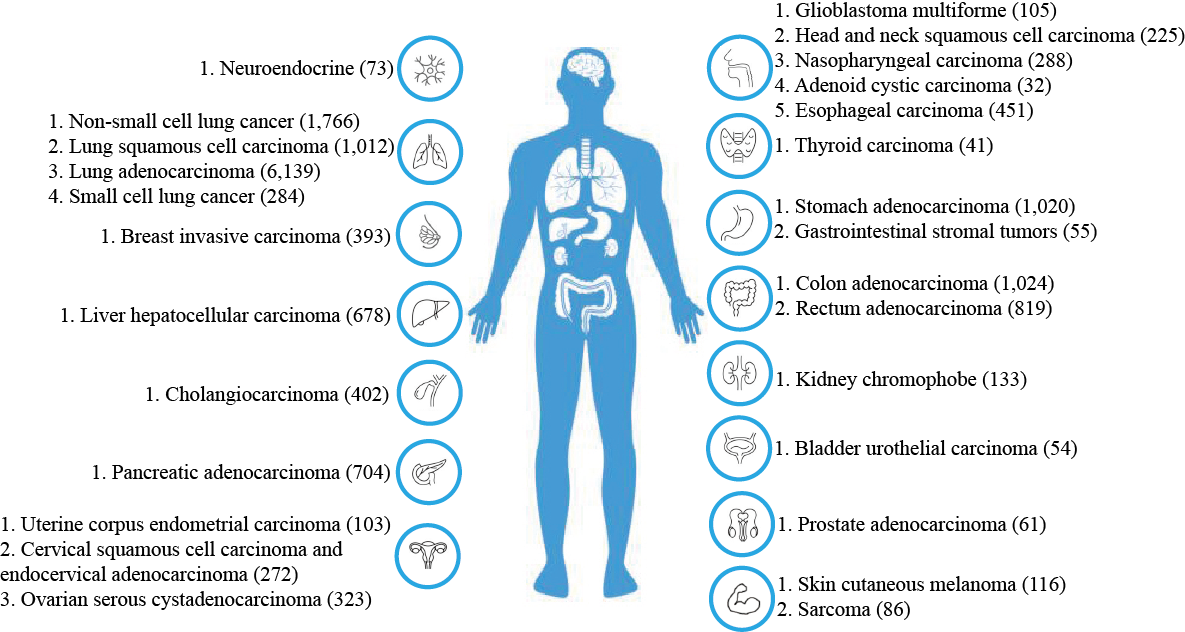 1. Neuroendocrine (73)
1. Non-small cell lung cancer (1,766)
2. Lung squamous cell carcinoma (1,012)
3. Lung adenocarcinoma (6,139)
4. Small cell lung cancer (284)
1. Breast invasive carcinoma (393)
1. Liver hepatocellular carcinoma (678)
1. Cholangiocarcinoma (402)
1. Pancreatic adenocarcinoma (704)
1. Uterine corpus endometrial carcinoma (103)
2. Cervical squamous cell carcinoma and
endocervical adenocarcinoma (272)
3. Ovarian serous cystadenocarcinoma (323)
1. Glioblastoma multiforme (105)
2. Head and neck squamous cell carcinoma (225)
3. Nasopharyngeal carcinoma (288)
4. Adenoid cystic carcinoma (32)
5. Esophageal carcinoma (451)
1. Thyroid carcinoma (41)
1. Stomach adenocarcinoma (1,020)
2. Gastrointestinal stromal tumors (55)
1. Colon adenocarcinoma (1,024)
2. Rectum adenocarcinoma (819)
1. Kidney chromophobe (133)
1. Bladder urothelial carcinoma (54)
1. Prostate adenocarcinoma (61)
1. Skin cutaneous melanoma (116)
2. Sarcoma (86)